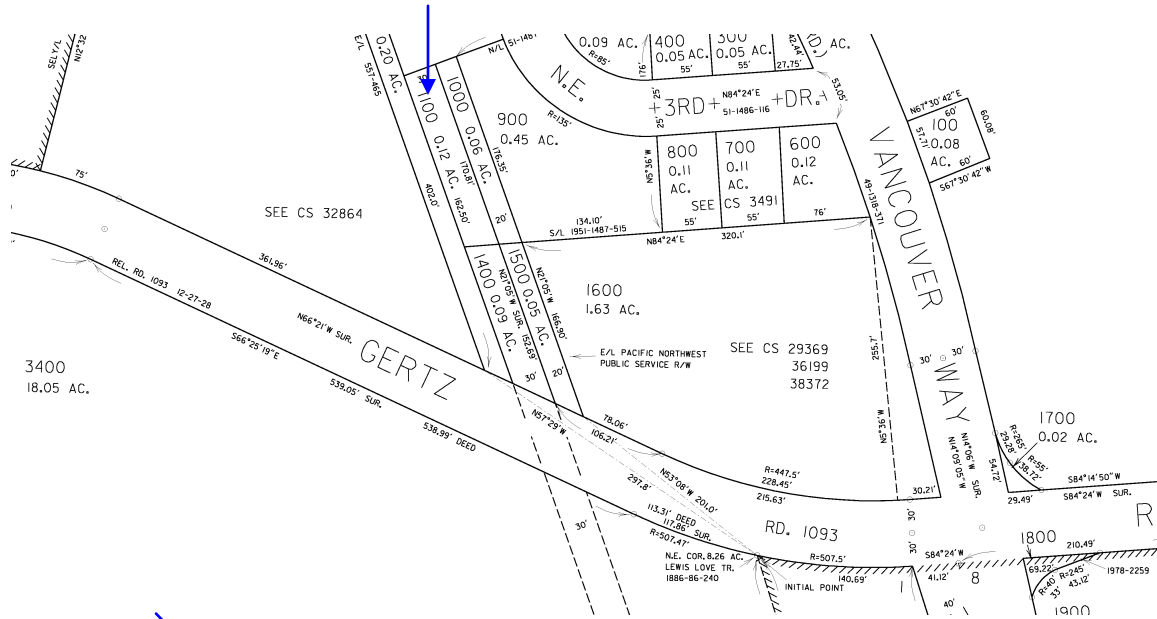 SELY/L
N12°32
E/L
557-465
0.20 AC.
N/L
51-1487
R=85'
0.09 AC.
400
0.05 AC.
300
0.05 AC.
RD.)
AC.
42.44'
55'
55'
27.75'
53.05'
N.E.
+3RD+
N84°24'E
51-1486-116
+DR.+
25'
25'
R=135'
N67°30'42"E
60'
60.08'
57.71'
100
0.08
AC.
60'
S67°30'42"W
1100 0.12 AC.
162.50'
1000 0.06 AC.
170.81'
176.35'
900
0.45 AC.
20'
402.0'
N5°36'W
800
0.11
AC.
700
0.11
AC.
600
0.12
AC.
SEE CS 3491
55'
55'
76'
134.10'
S/L 1951-1487-515
N84°24'E
320.1'
49-1318-371
VANCOUVER
WAY
75'
SEE CS 32864
361.96'
REL. RD. 1093 12-27-28
N66°21'W SUR.
S66°25'19"E
GERTZ
539.05' SUR.
538.99' DEED
3400
18.05 AC.
1400 0.09 AC.
N21°05'W SUR. 152.69'
30'
1500 0.05 AC.
N21°05'W 166.90'
20'
1600
1.63 AC.
E/L PACIFIC NORTHWEST
PUBLIC SERVICE R/W
SEE CS 29369
36199
38372
255.7'
N5°36'W
30'
30'
N14°06'W SUR.
N14°09'05"W
54.72'
1700
0.02 AC.
R=265'
29.28'
R=55'
38.72'
S84°14'50"W
S84°24'W SUR.
29.49'
78.06'
106.21'
N57°29'W
N53°08'W 201.0'
297.8'
R=447.5'
228.45'
215.63'
30.21'
30'
30'
113.31' DEED
117.86' SUR.
R=507.47'
RD. 1093
R
R=507.5'
140.69'
N.E. COR. 8.26 AC.
LEWIS LOVE TR.
1886-86-240
INITIAL POINT
30'
S84°24'W
41.12'
8
1
40'
1800
210.49'
69.22'
R=40'
33'
R=245'
43.12'
1978-2259
1900